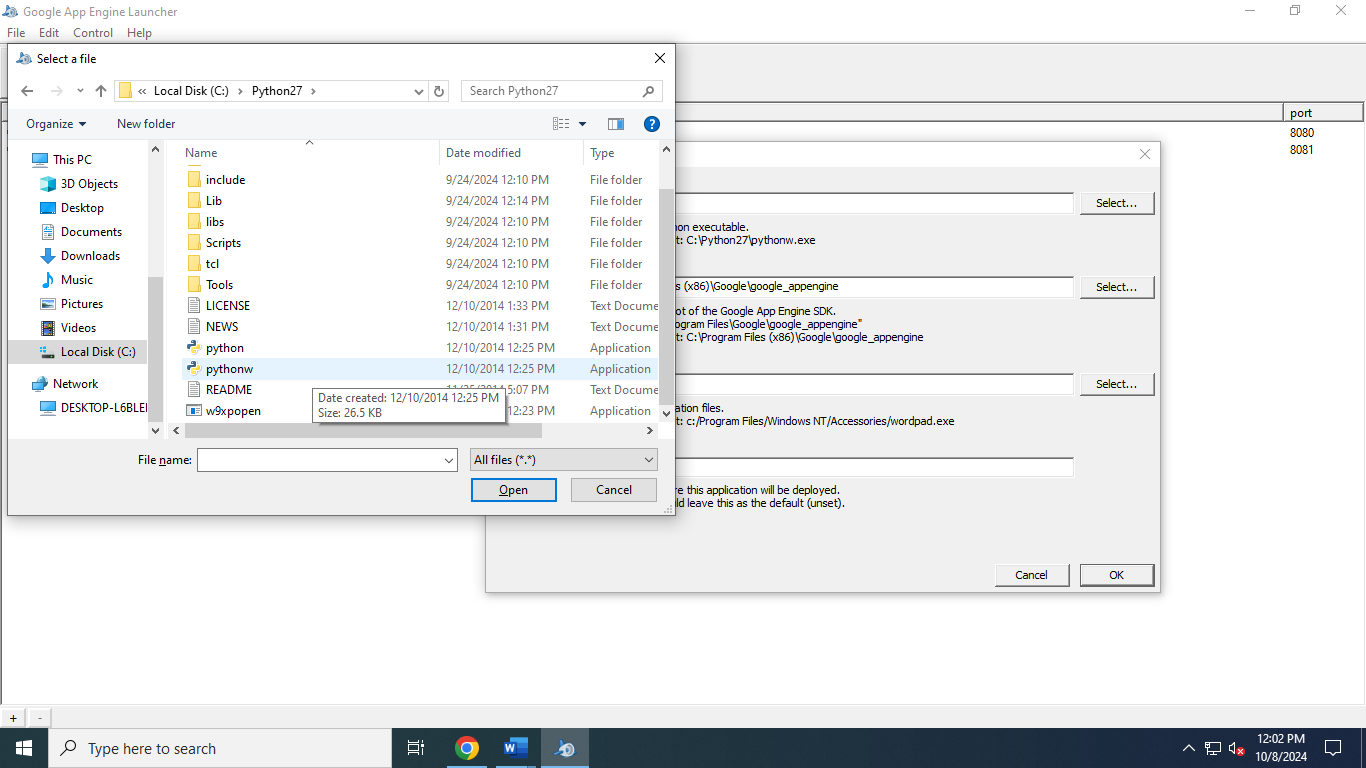 Google App Engine Launcher
File Edit Control Help
Select a file
« Local Disk (C:) › Python27 ›
Search Python27
Organize
New folder
?
This PC
3D Objects
Desktop
Documents
Downloads
Music
Pictures
Videos
Local Disk (C:)
Network
DESKTOP-L6BLE
Name Date modified Type
include 9/24/2024 12:10 PM File folder
Lib 9/24/2024 12:14 PM File folder
libs 9/24/2024 12:10 PM File folder
Scripts 9/24/2024 12:10 PM File folder
tcl 9/24/2024 12:10 PM File folder
Tools 9/24/2024 12:10 PM File folder
LICENSE 12/10/2014 1:33 PM Text Docume
NEWS 12/10/2014 1:31 PM Text Docume
python 12/10/2014 12:25 PM Application
pythonw 12/10/2014 12:25 PM Application
README 5:07 PM Text Docume
w9xpopen 12:23 PM Application
Date created: 12/10/2014 12:25 PM
Size: 26.5 KB
File name:
All files (*.*)
Open
Cancel
port
8080
8081
Select...
on executable.
t: C:\Python27\pythonw.exe
s (x86)\Google\google_appengine
Select...
ot of the Google App Engine SDK.
ogram Files\Google\google_appengine"
t: C:\Program Files (x86)\Google\google_appengine
Select...
ation files.
t: c:/Program Files/Windows NT/Accessories/wordpad.exe
re this application will be deployed.
ld leave this as the default (unset).
Cancel
OK
+ -
Type here to search
12:02 PM
10/8/2024